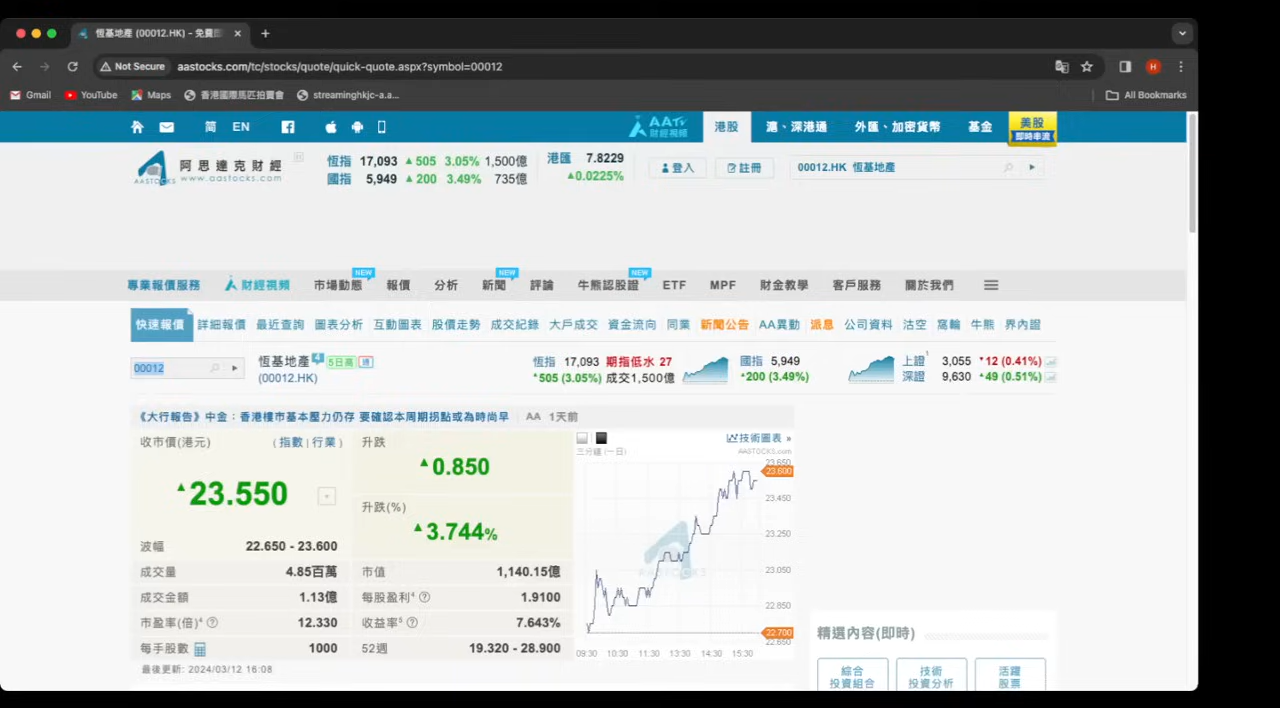 恆基地產 (00012.HK) – 免費
Not Secure aastocks.com/tc/stocks/quote/quick-quote.aspx?symbol=00012
Gmail YouTube Maps 香港國際馬匹拍賣會 streaminghkjc-a.a... All Bookmarks
简 EN AATV 財經視頻 港股 滬、深港通 外匯、加密貨幣 基金 美股 即時串流
阿思達克財經 恆指 17,093 ▲505 3.05% 1,500億 港匯 7.8229 登入 註冊 00012.HK 恆基地產
AASTOCKS www.aastocks.com 國指 5,949 ▲200 3.49% 735億 ▲0.0225%
NEW NEW NEW
專業報價服務 財經視頻 市場動態 報價 分析 新聞 評論 牛熊認股證 ETF MPF 財金教學 客戶服務 關於我們
快速報價 詳細報價 最近查詢 圖表分析 互動圖表 股價走勢 成交紀錄 大戶成交 資金流向 同業 新聞公告 AA異動 派息 公司資料 沽空 窩輪 牛熊 界內證
00012 恆基地產 5日高 通 恆指 17,093 期指低水 27 國指 5,949 上證 3,055 12 (0.41%)
(00012.HK) 505 (3.05%) 成交1,500億 200 (3.49%) 深證 9,630 49 (0.51%)
《大行報告》中金：香港樓市基本壓力仍存 要確認本周期拐點或為時尚早 AA 1天前
收市價(港元) (指數|行業) 升跌 技術圖表 »
三分鐘 (一日) AASTOCKS.com
▲23.550 ▲0.850
升跌(%)
▲3.744%
波幅 22.650 - 23.600
成交量 4.85百萬 市值 1,140.15億
成交金額 1.13億 每股盈利4 1.9100
市盈率(倍)4 12.330 收益率5 7.643%
每手股數 1000 52週 19.320 - 28.900
最後更新: 2024/03/12 16:08
23.650
23.600
23.450
23.250
23.050
22.850
22.700
22.650
AASTOCKS
09:30 10:30 11:30 13:30 14:30 15:30
精選內容(即時)
綜合 技術 活躍
投資組合 投資分析 股票